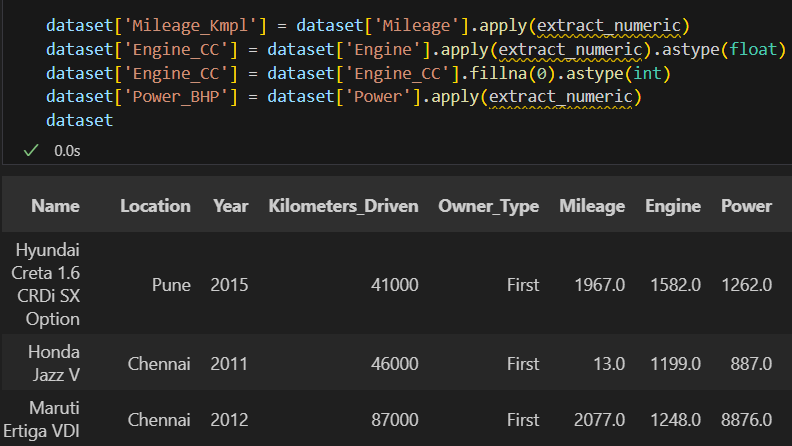 dataset['Mileage_Kmpl'] = dataset['Mileage'].apply(extract_numeric)
dataset['Engine_CC'] = dataset['Engine'].apply(extract_numeric).astype(float)
dataset['Engine_CC'] = dataset['Engine_CC'].fillna(0).astype(int)
dataset['Power_BHP'] = dataset['Power'].apply(extract_numeric)
dataset
0.0s
Name Location Year Kilometers_Driven Owner_Type Mileage Engine Power
Hyundai
Creta 1.6
CRDi SX
Option
Pune 2015 41000 First 1967.0 1582.0 1262.0
Honda
Jazz V
Chennai 2011 46000 First 13.0 1199.0 887.0
Maruti
Ertiga VDI
Chennai 2012 87000 First 2077.0 1248.0 8876.0